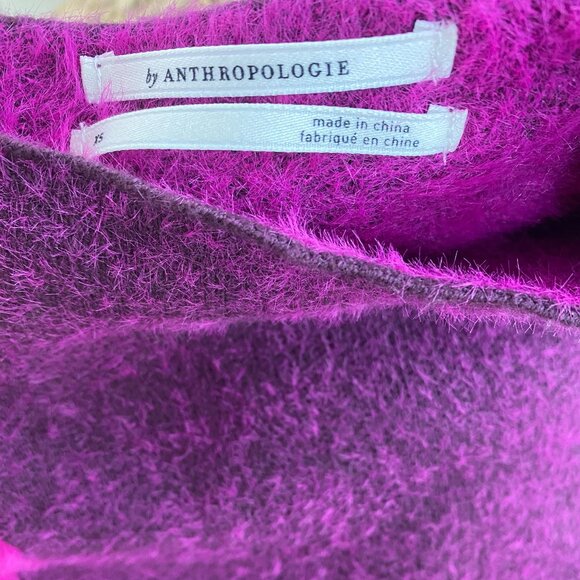 by ANTHROPOLOGIE
XS
made in china
fabriqué en chine